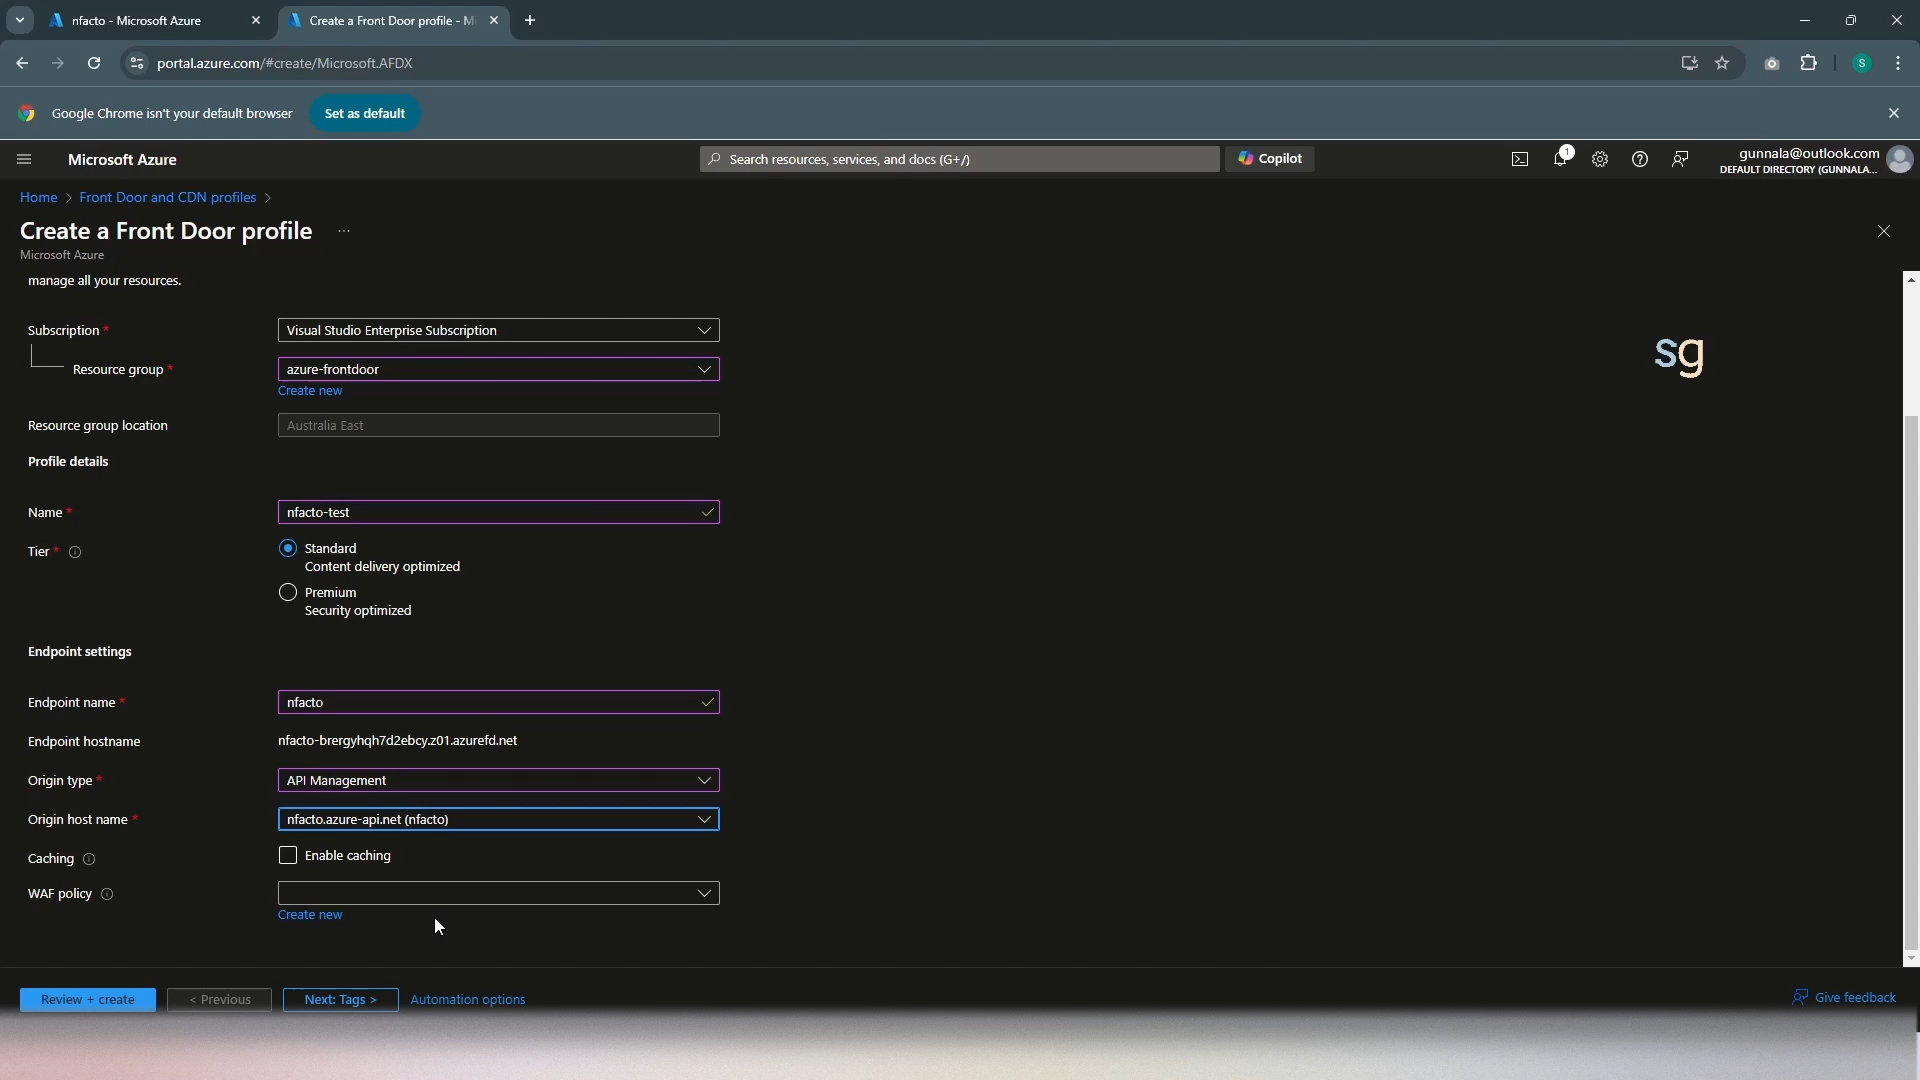 nfacto - Microsoft Azure
Create a Front Door profile - M
portal.azure.com/#create/Microsoft.AFDX
S
Google Chrome isn't your default browser
Set as default
Microsoft Azure
Search resources, services, and docs (G+/)
Copilot
1
gunnala@outlook.com
DEFAULT DIRECTORY (GUNNALA...
Home > Front Door and CDN profiles >
Create a Front Door profile ...
Microsoft Azure
manage all your resources.
Subscription *
Visual Studio Enterprise Subscription
sg
Resource group *
azure-frontdoor
Create new
Resource group location
Australia East
Profile details
Name *
nfacto-test
Tier *
Standard
Content delivery optimized
Premium
Security optimized
Endpoint settings
Endpoint name *
nfacto
Endpoint hostname
nfacto-brergyhqh7d2ebcy.z01.azurefd.net
Origin type *
API Management
Origin host name *
nfacto.azure-api.net (nfacto)
Caching
Enable caching
WAF policy
Create new
Review + create
< Previous
Next: Tags >
Automation options
Give feedback